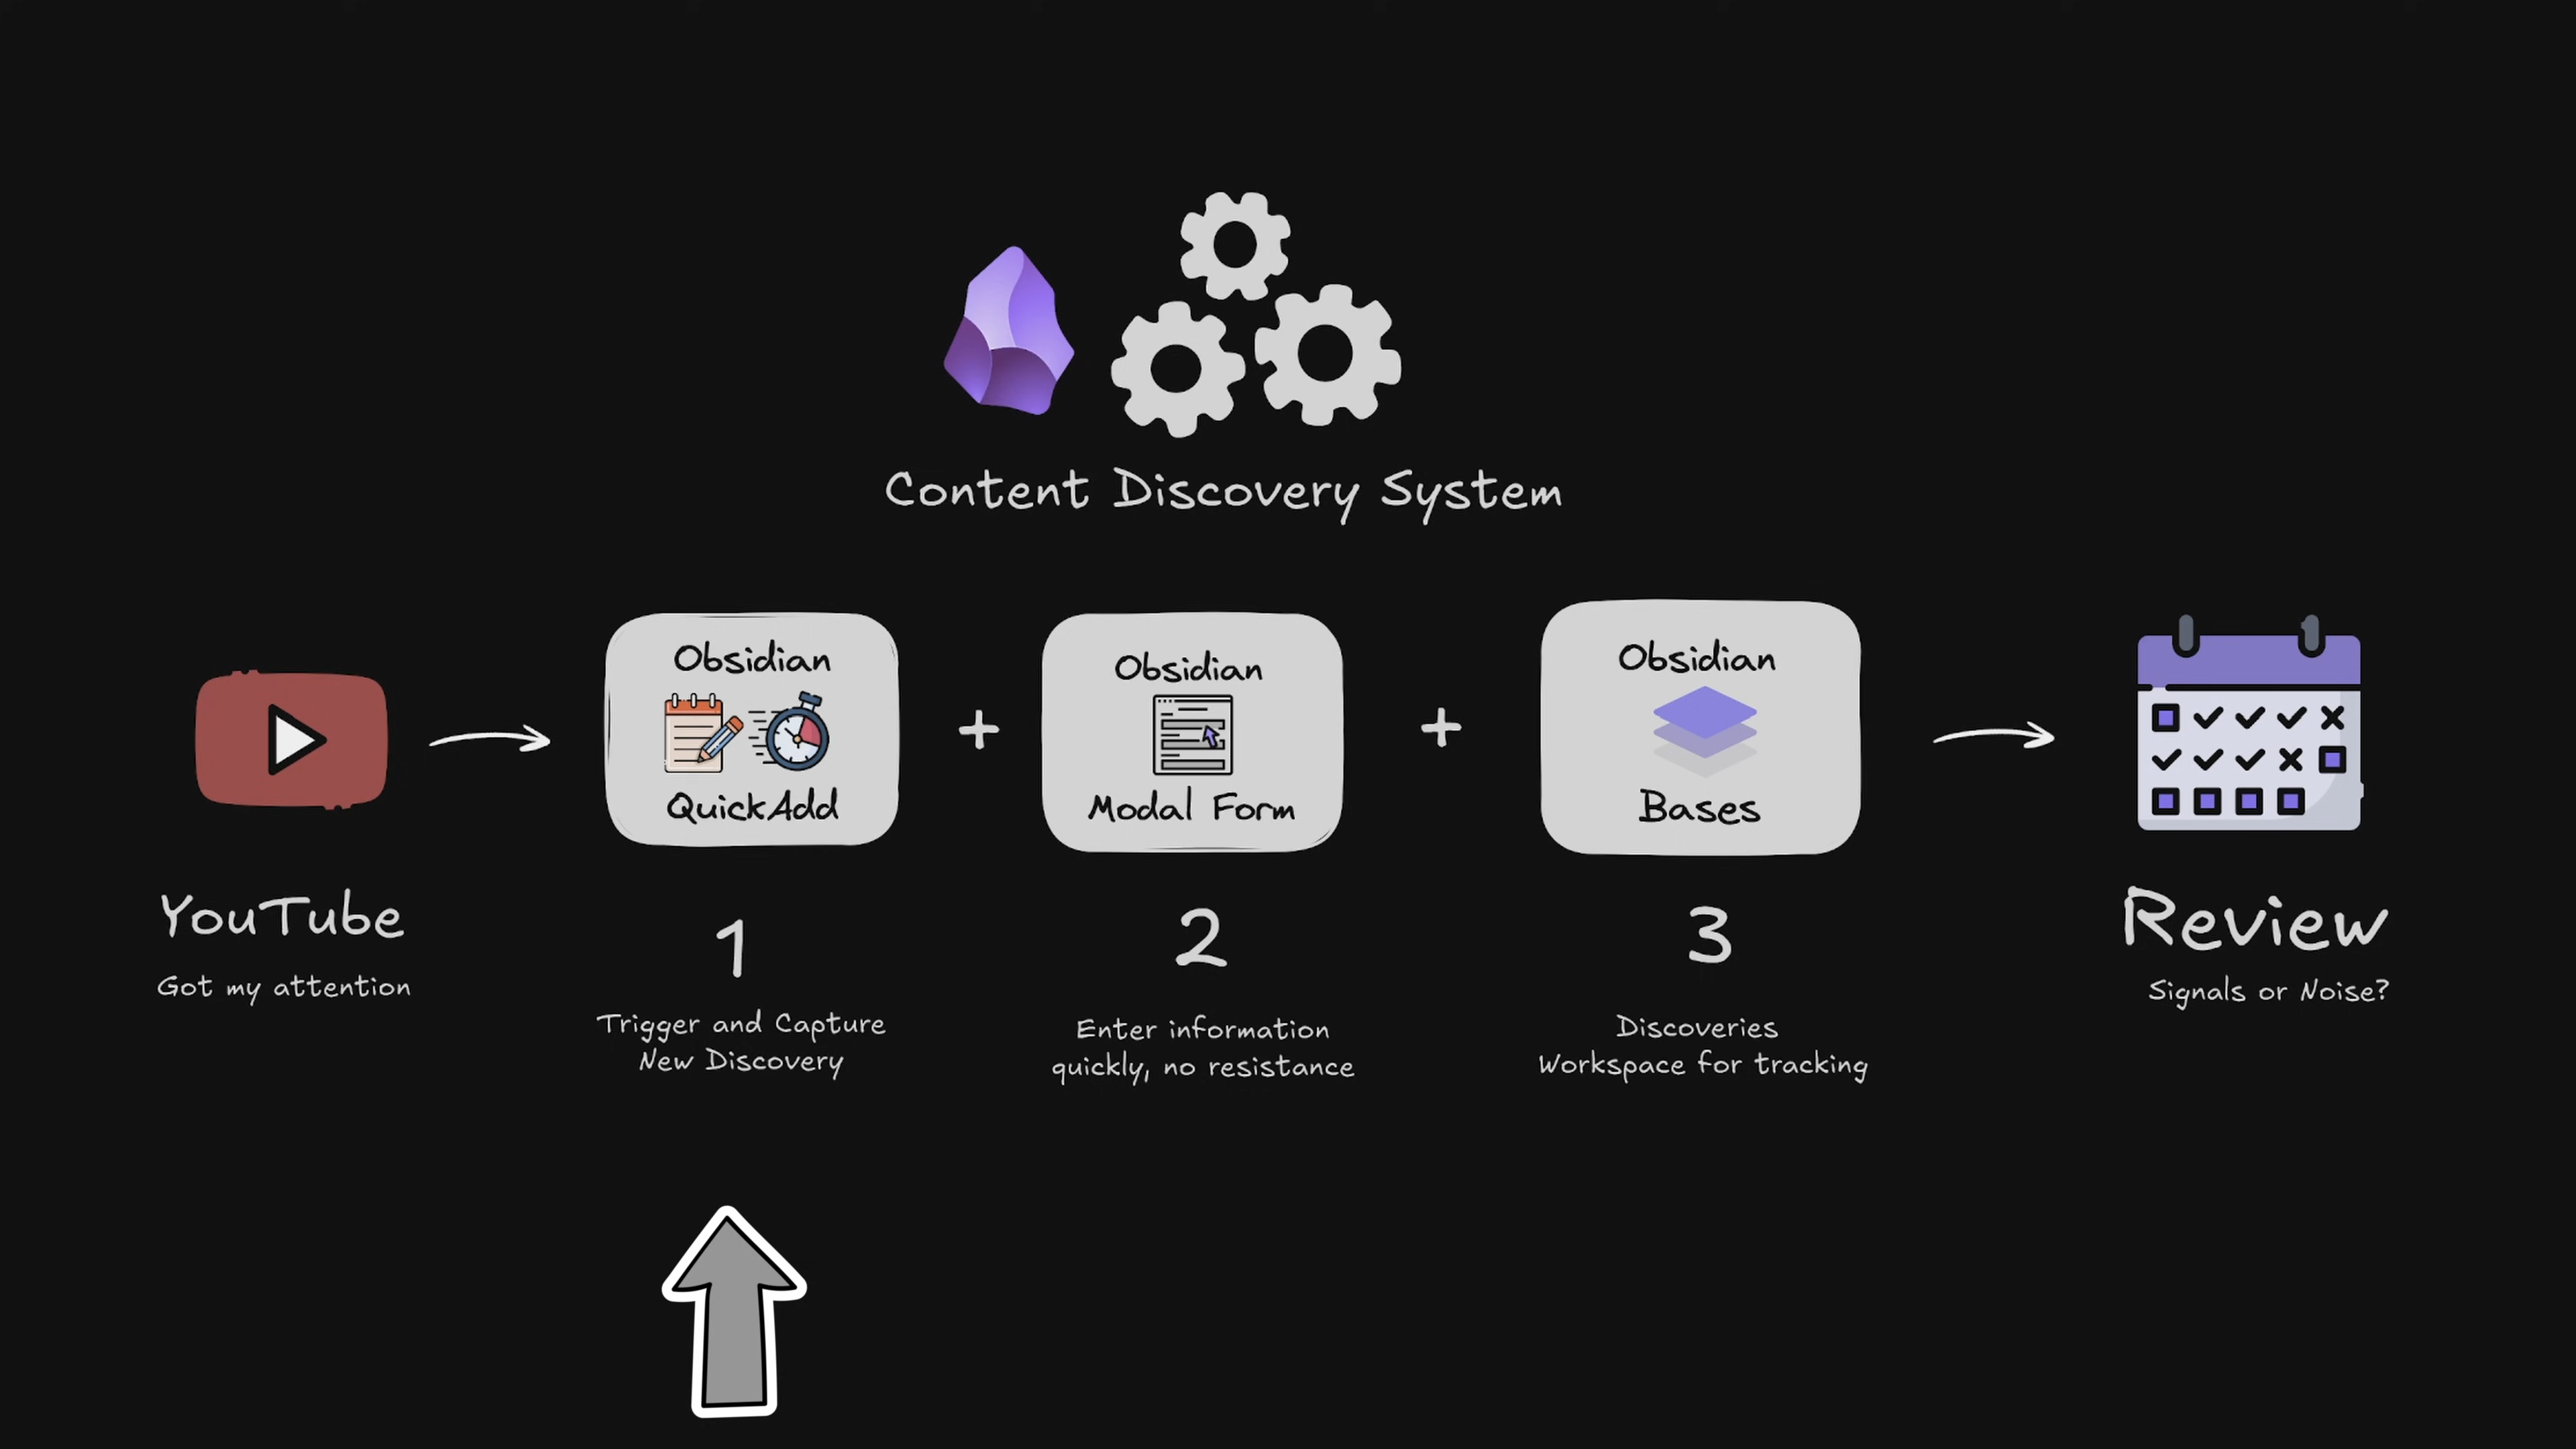 Content Discovery System
YouTube
Got my attention
Obsidian
QuickAdd
1
Trigger and Capture
New Discovery
+
Obsidian
Modal Form
2
Enter information
quickly, no resistance
+
Obsidian
Bases
3
Discoveries
Workspace for tracking
Review
Signals or Noise?